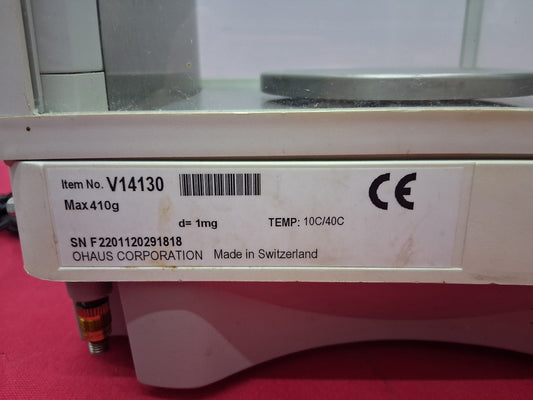 Item No. V14130
Max 410g
d= 1mg TEMP: 10C/40C
SN F2201120291818
OHAUS CORPORATION Made in Switzerland
CE